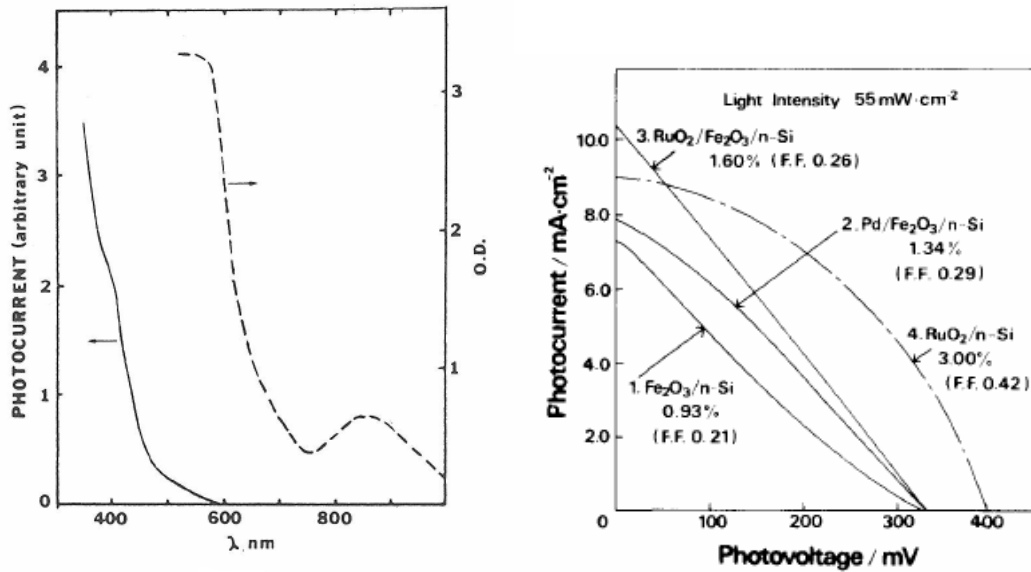 PHOTOCURRENT (arbitrary unit)
4
3
2
1
0
3
2
1
O.D.
400
600
800
λ, nm
Light Intensity 55 mW·cm⁻²
3. RuO₂/Fe₂O₃/n-Si
1.60% (F.F. 0.26)
2. Pd/Fe₂O₃/n-Si
1.34%
(F.F. 0.29)
4. RuO₂/n-Si
3.00%
(F.F. 0.42)
1. Fe₂O₃/n-Si
0.93%
(F.F. 0.21)
Photocurrent / mA·cm⁻²
10.0
8.0
6.0
4.0
2.0
0
100
200
300
400
Photovoltage / mV